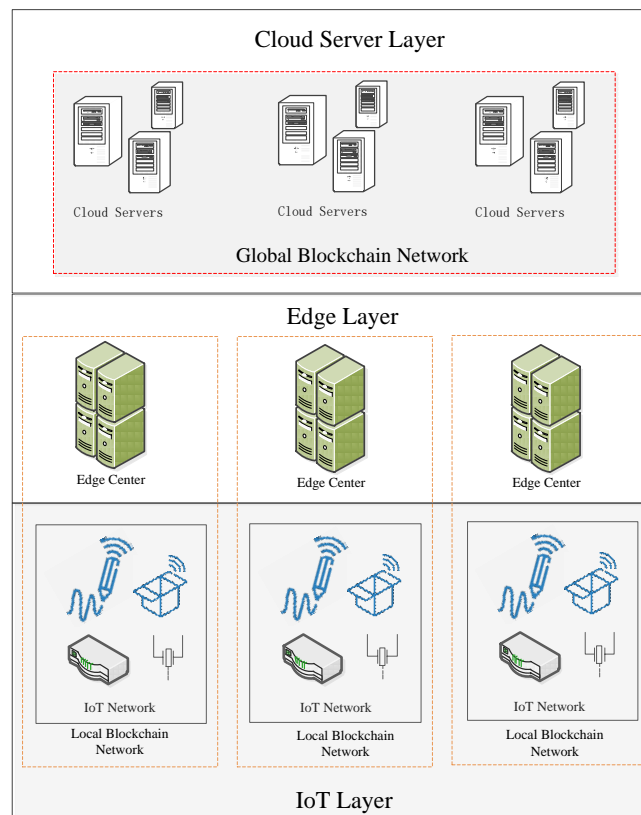 Cloud Server Layer
Cloud Servers
Cloud Servers
Cloud Servers
Global Blockchain Network
Edge Layer
Edge Center
Edge Center
Edge Center
IoT Network
IoT Network
IoT Network
Local Blockchain
Network
Local Blockchain
Network
Local Blockchain
Network
IoT Layer